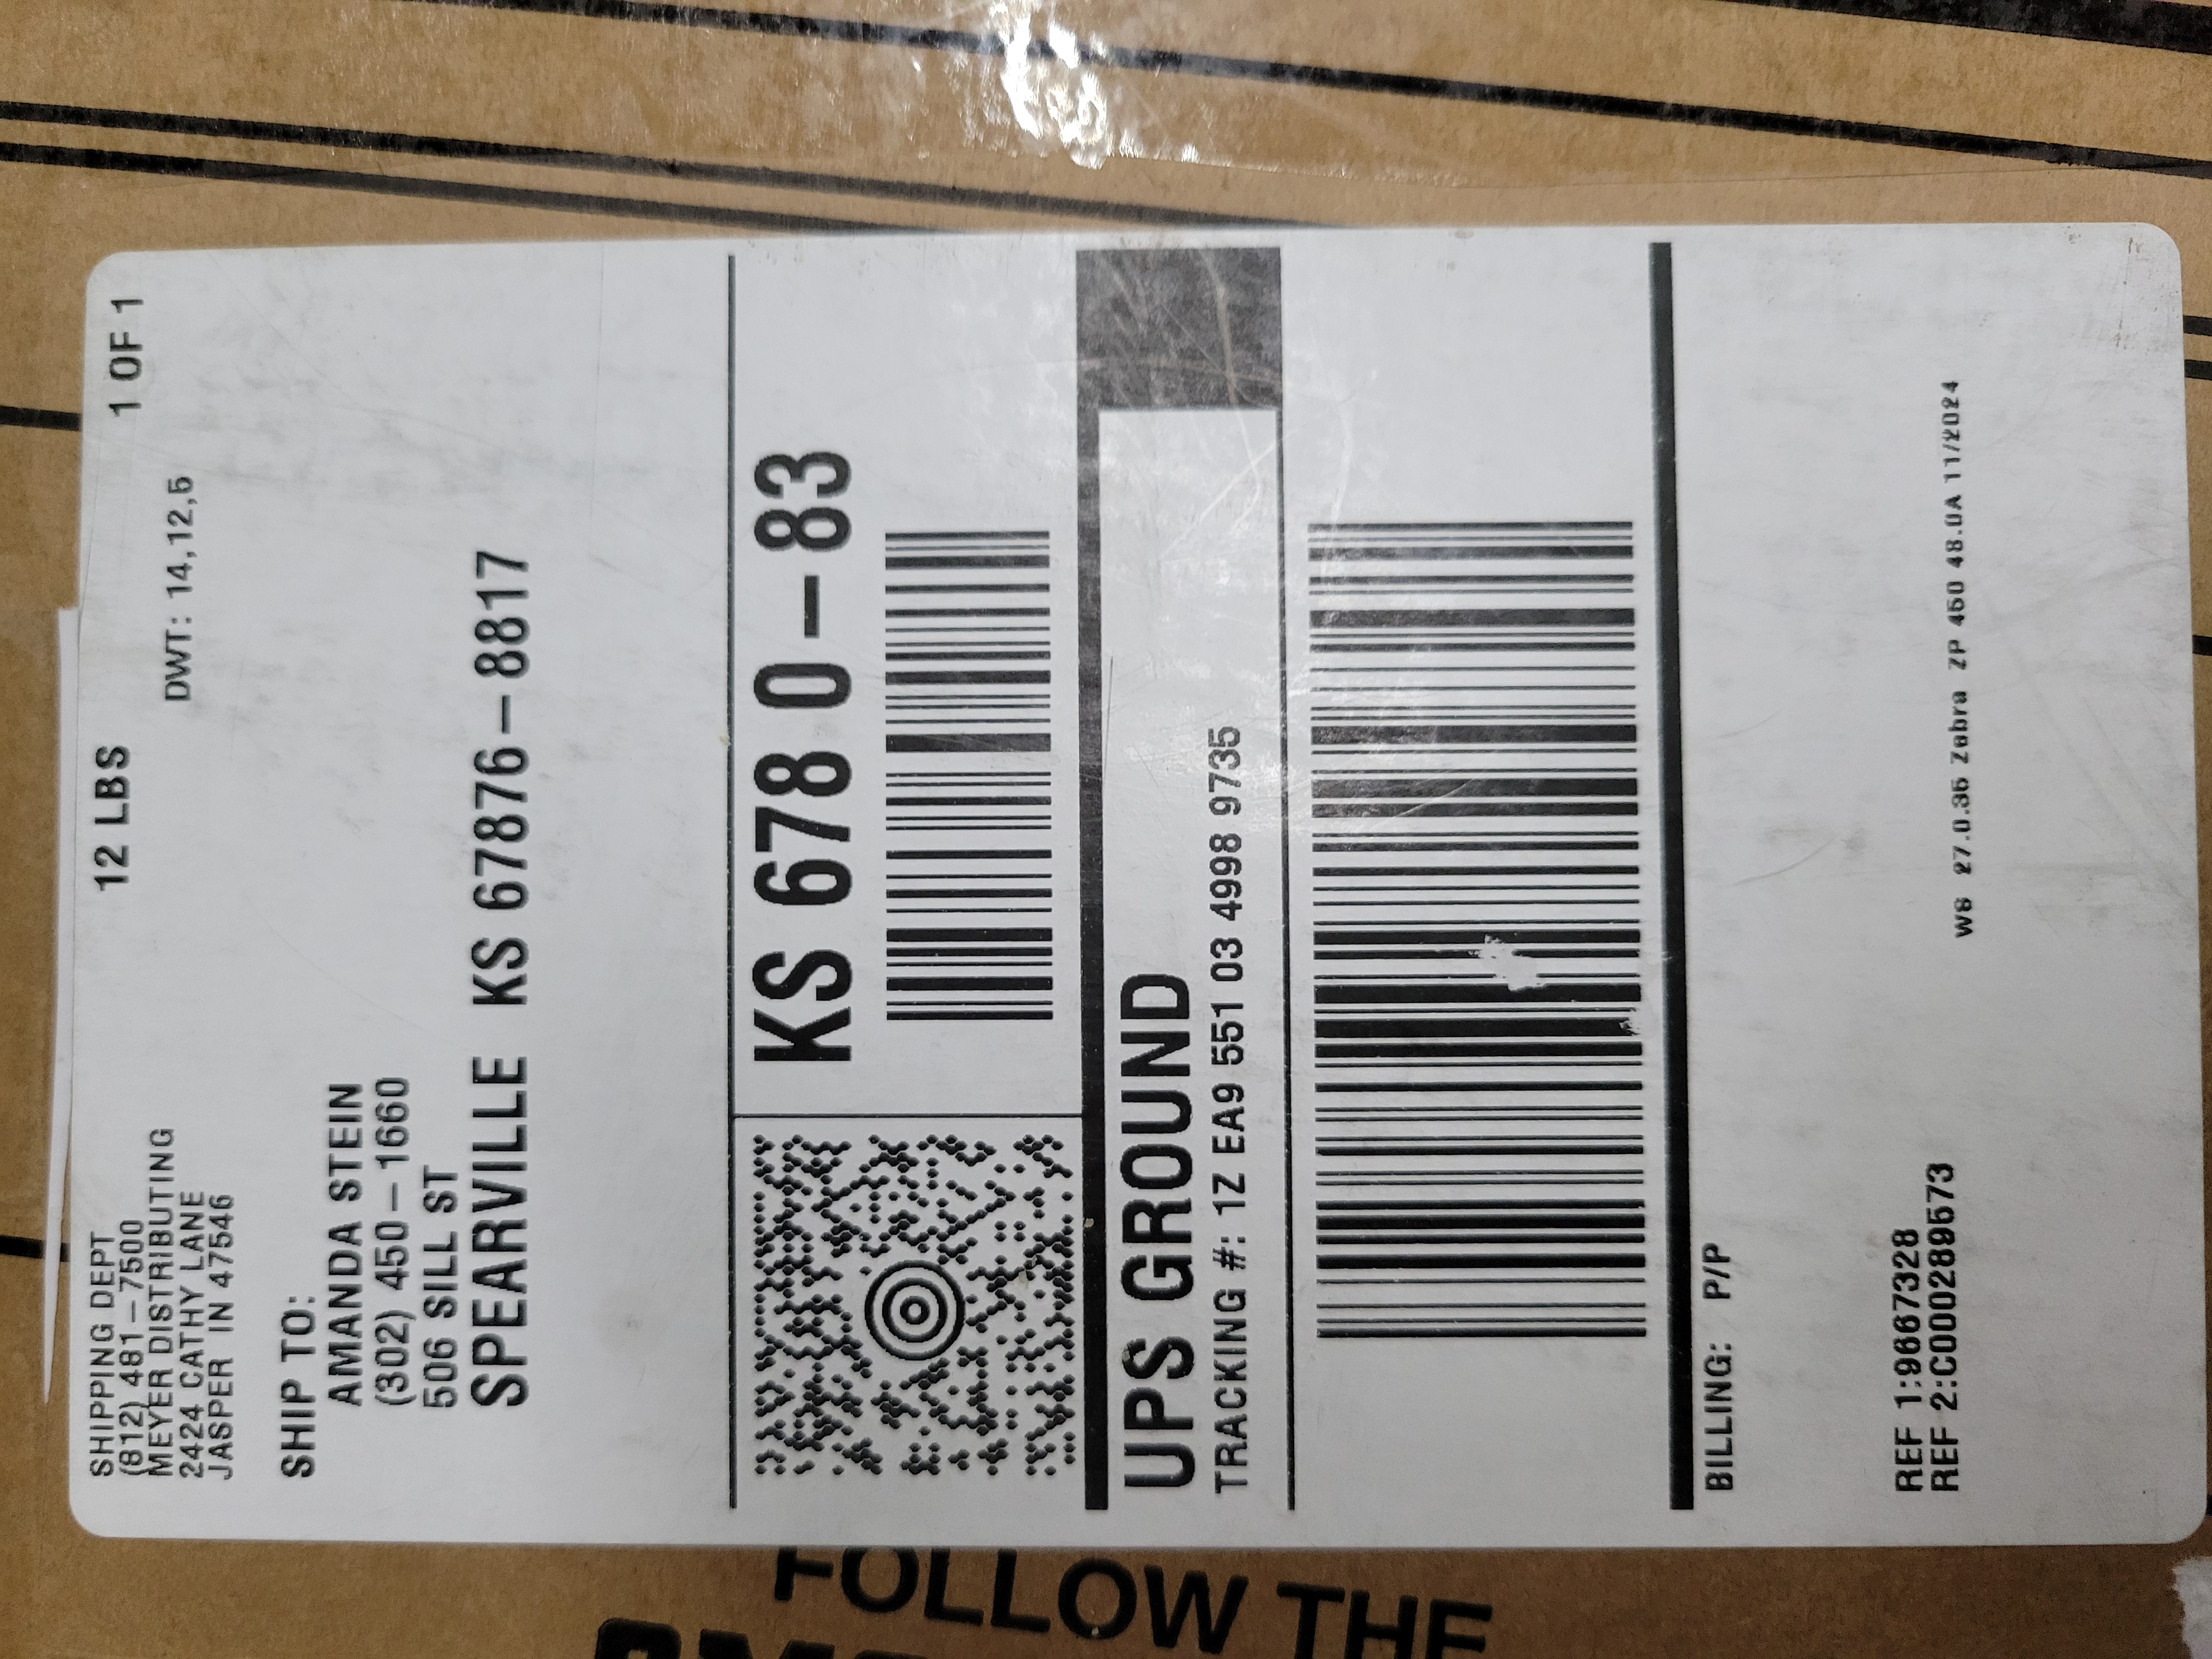 SHIPPING DEPT
(812) 481-7500
MEYER DISTRIBUTING
2424 CATHY LANE
JASPER IN 47546
12 LBS
1 OF 1
DWT: 14,12,5
SHIP TO:
AMANDA STEIN
(302) 450-1660
506 SILL ST
SPEARVILLE KS 67876-8817
KS 678 0-83
UPS GROUND
TRACKING #: 1Z EA9 551 03 4998 9735
BILLING: P/P
REF 1:9667328
REF 2:C000289573
WS 27.0.35 Zebra ZP 450 48.0A 11/2024
FOLLOW THE